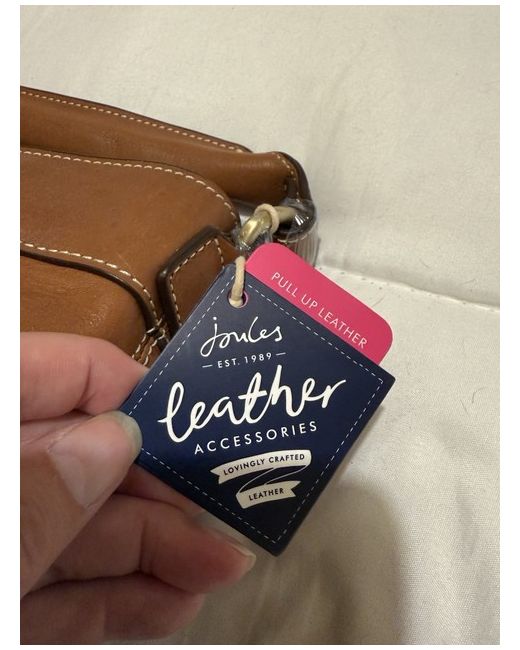 PULL UP LEATHER
joules
EST. 1989
leather
ACCESSORIES
LOVINGLY CRAFTED
LEATHER